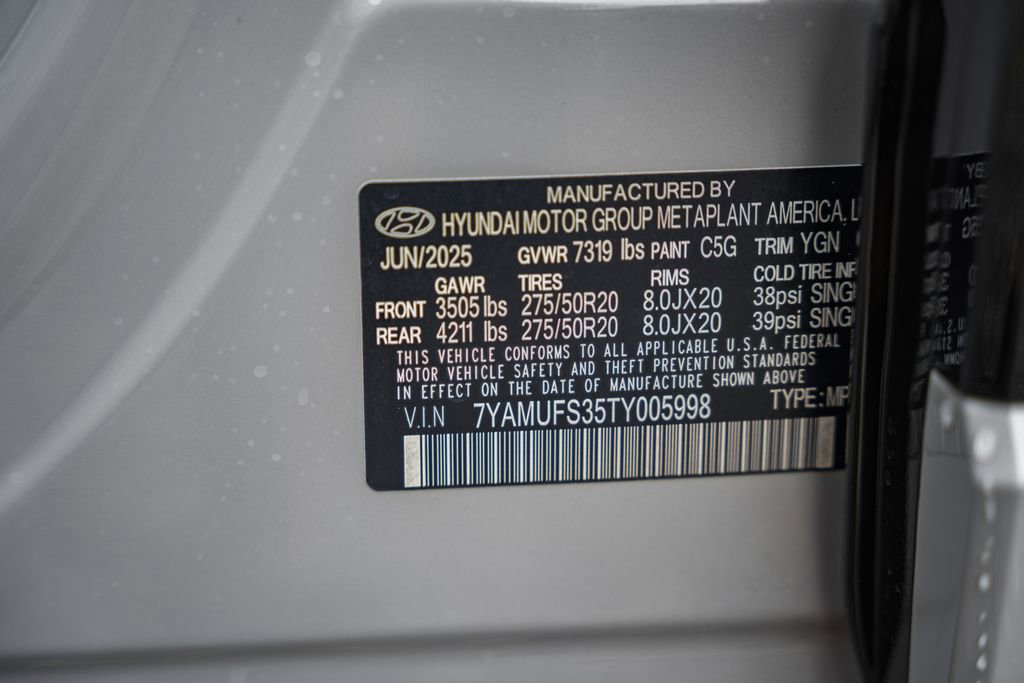 MANUFACTURED BY
HYUNDAI MOTOR GROUP METAPLANT AMERICA. L
JUN/2025 GVWR 7319 lbs PAINT C5G TRIM YGN
GAWR TIRES RIMS COLD TIRE INF
FRONT 3505 lbs 275/50R20 8.0JX20 38psi SINGL
REAR 4211 lbs 275/50R20 8.0JX20 39psi SINGL
THIS VEHICLE CONFORMS TO ALL APPLICABLE U.S.A. FEDERAL
MOTOR VEHICLE SAFETY AND THEFT PREVENTION STANDARDS
IN EFFECT ON THE DATE OF MANUFACTURE SHOWN ABOVE
V.I.N 7YAMUFS35TY005998 TYPE: MP